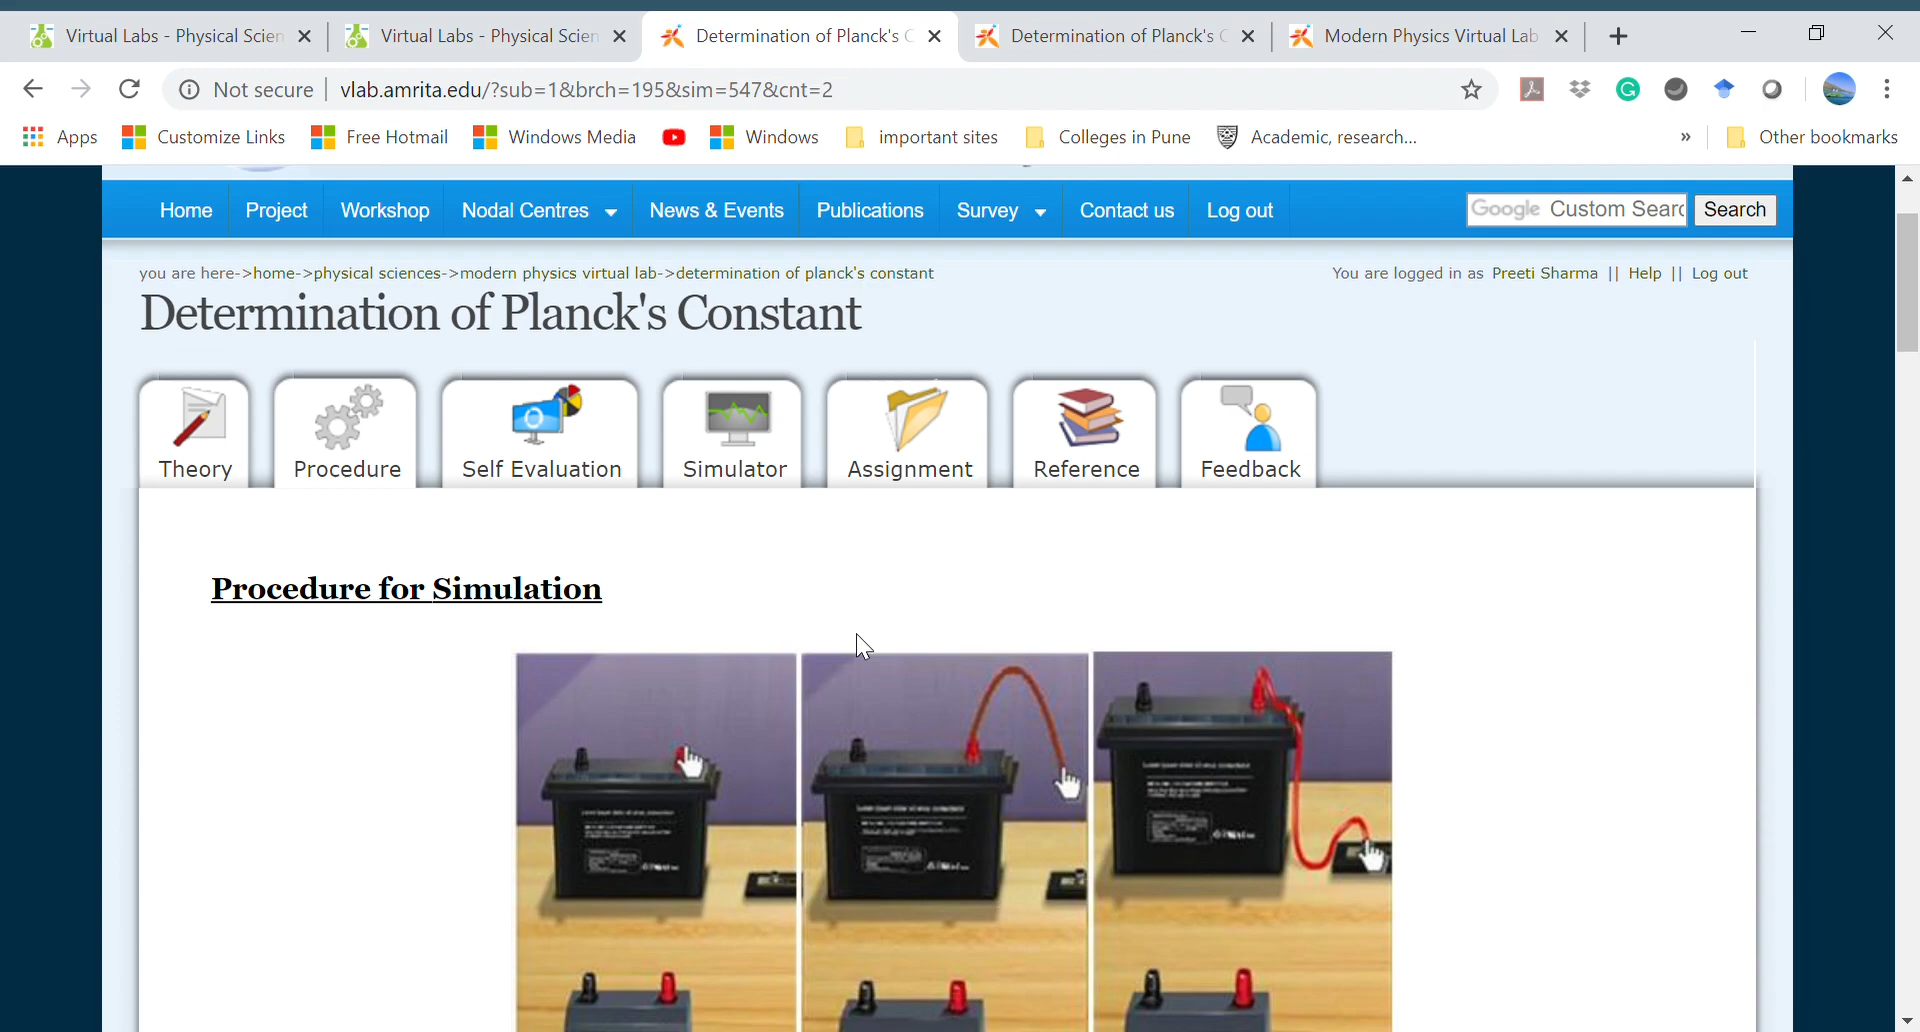 Virtual Labs - Physical Scien
Virtual Labs - Physical Scien
Determination of Planck's C
Determination of Planck's C
Modern Physics Virtual Lab
Not secure | vlab.amrita.edu/?sub=1&brch=195&sim=547&cnt=2
Apps Customize Links Free Hotmail Windows Media Windows important sites Colleges in Pune Academic, research... » Other bookmarks
Home Project Workshop Nodal Centres News & Events Publications Survey Contact us Log out Google Custom Searc Search
you are here->home->physical sciences->modern physics virtual lab->determination of planck's constant
You are logged in as Preeti Sharma || Help || Log out
Determination of Planck's Constant
Theory Procedure Self Evaluation Simulator Assignment Reference Feedback
Procedure for Simulation